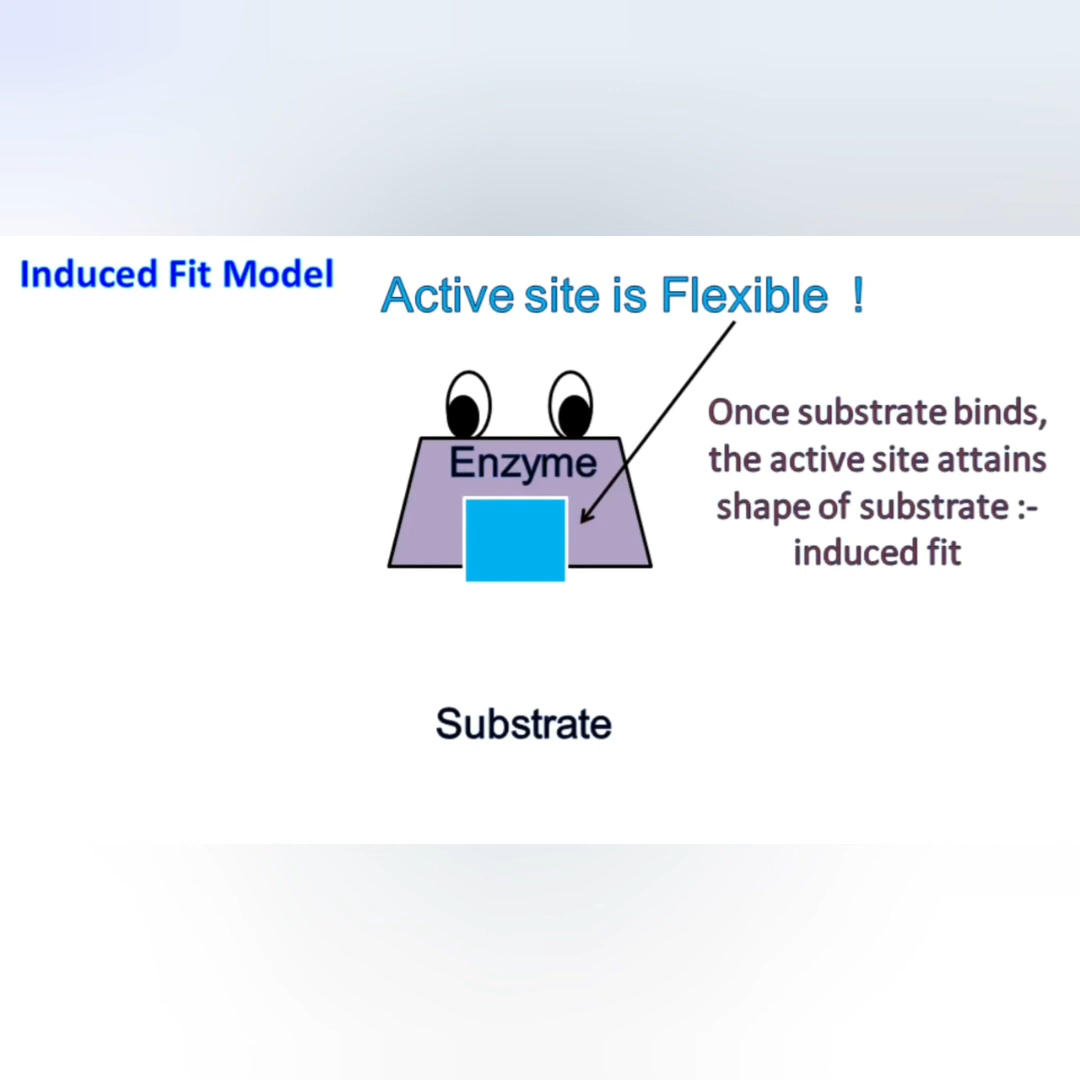 Induced Fit Model
Active site is Flexible !
Once substrate binds,
the active site attains
shape of substrate :-
induced fit
Enzyme
Substrate